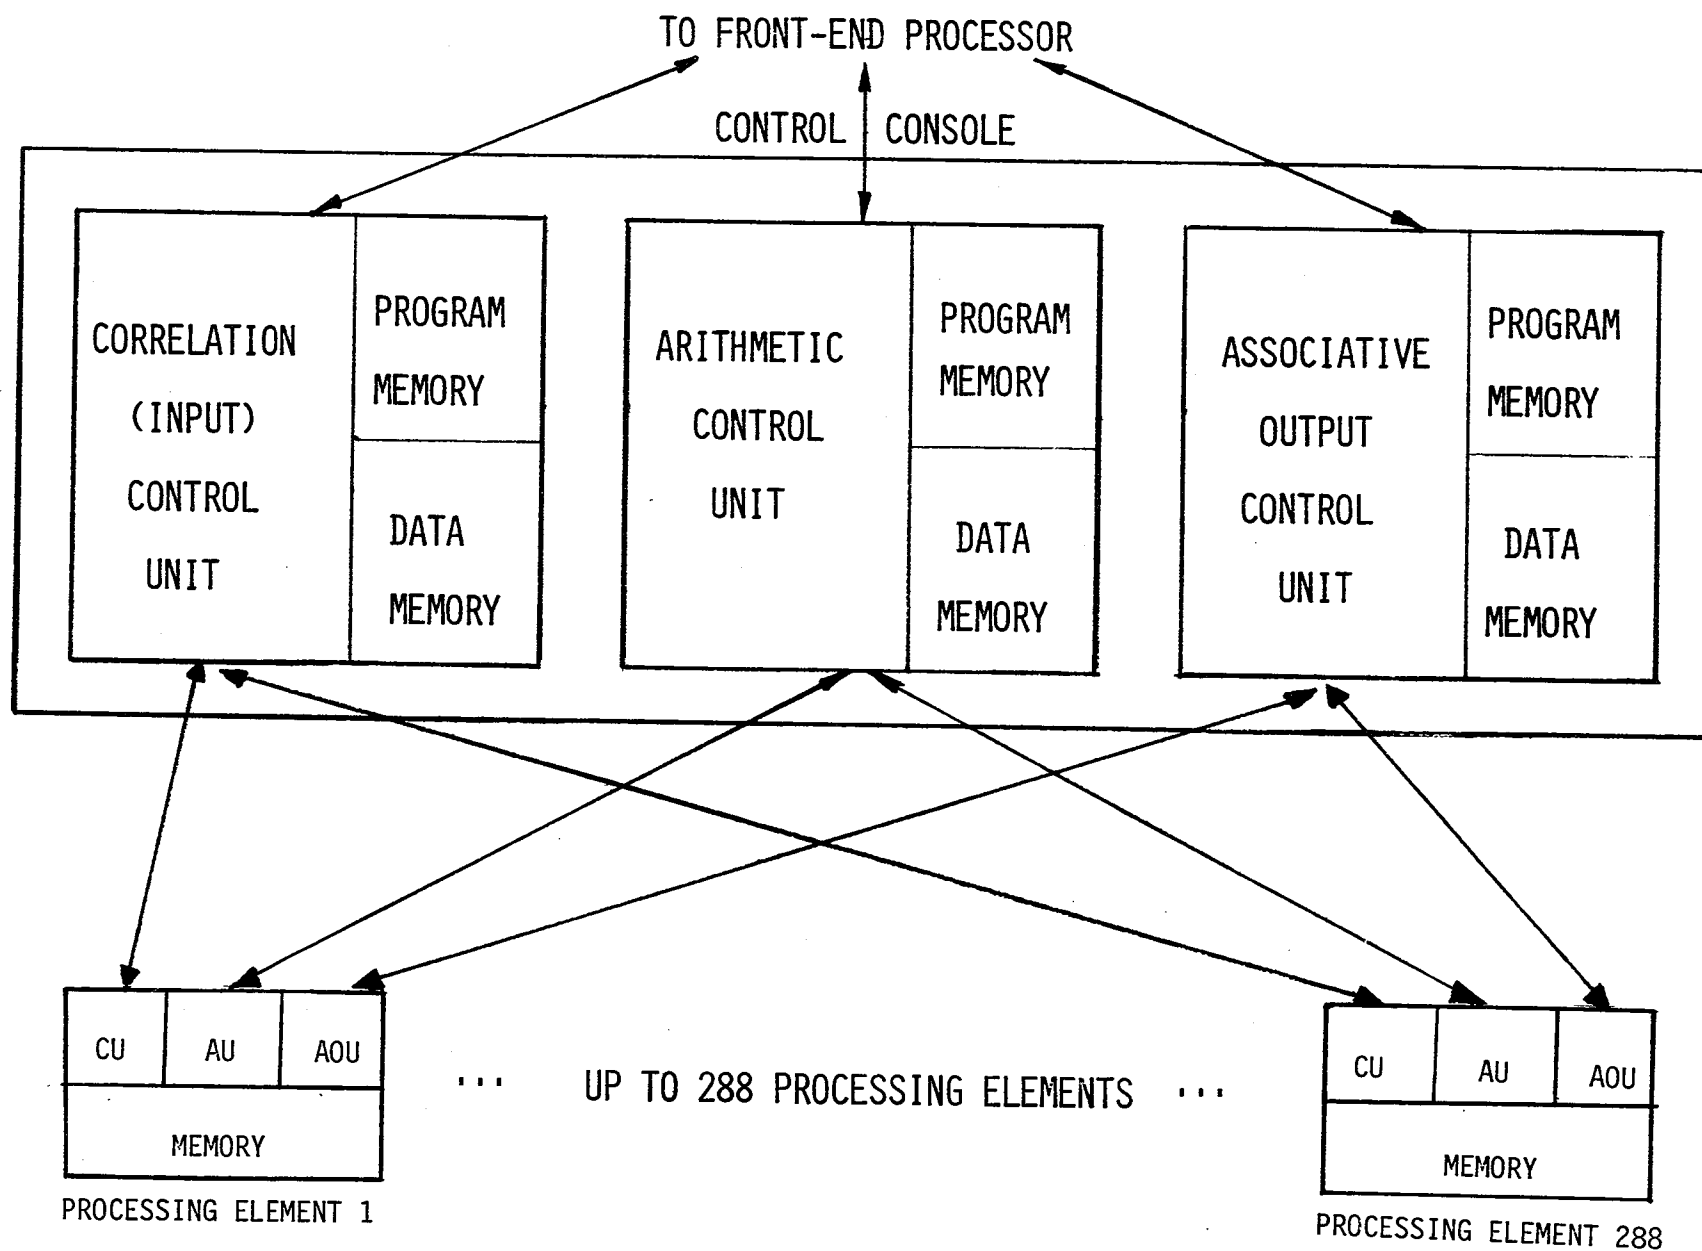 TO FRONT-END PROCESSOR
CONTROL CONSOLE
CORRELATION
(INPUT)
CONTROL
UNIT
PROGRAM
MEMORY
DATA
MEMORY
ARITHMETIC
CONTROL
UNIT
PROGRAM
MEMORY
DATA
MEMORY
ASSOCIATIVE
OUTPUT
CONTROL
UNIT
PROGRAM
MEMORY
DATA
MEMORY
CU AU AOU
MEMORY
PROCESSING ELEMENT 1
... UP TO 288 PROCESSING ELEMENTS ...
CU AU AOU
MEMORY
PROCESSING ELEMENT 288